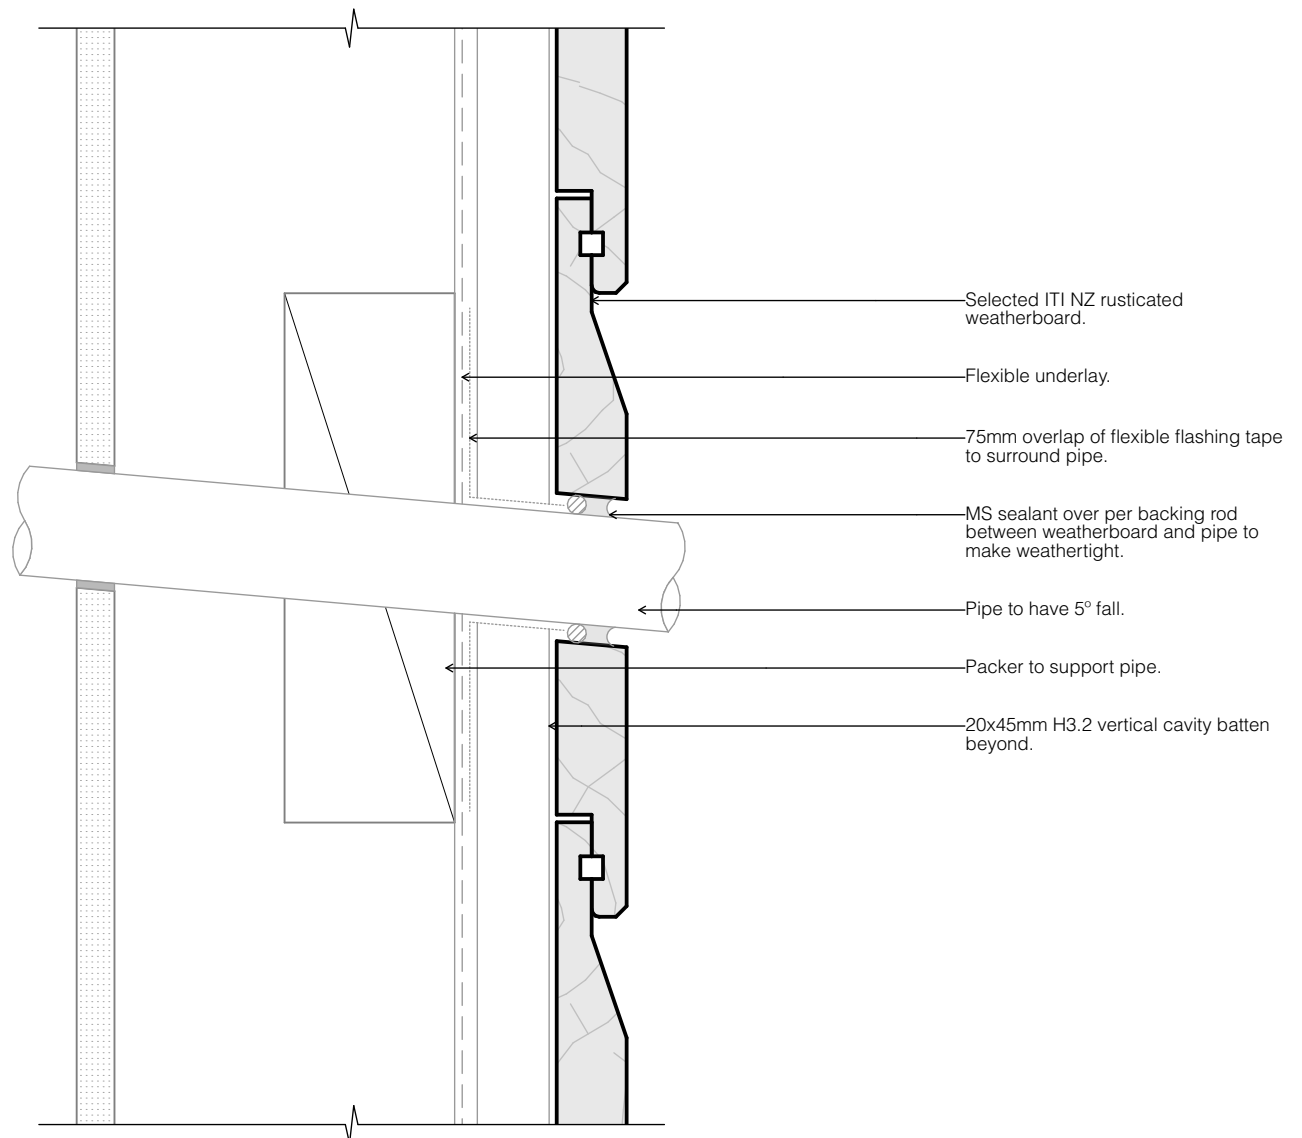 Selected ITI NZ rusticated
weatherboard.
Flexible underlay.
75mm overlap of flexible flashing tape
to surround pipe.
MS sealant over per backing rod
between weatherboard and pipe to
make weathertight.
Pipe to have 5° fall.
Packer to support pipe.
20x45mm H3.2 vertical cavity batten
beyond.